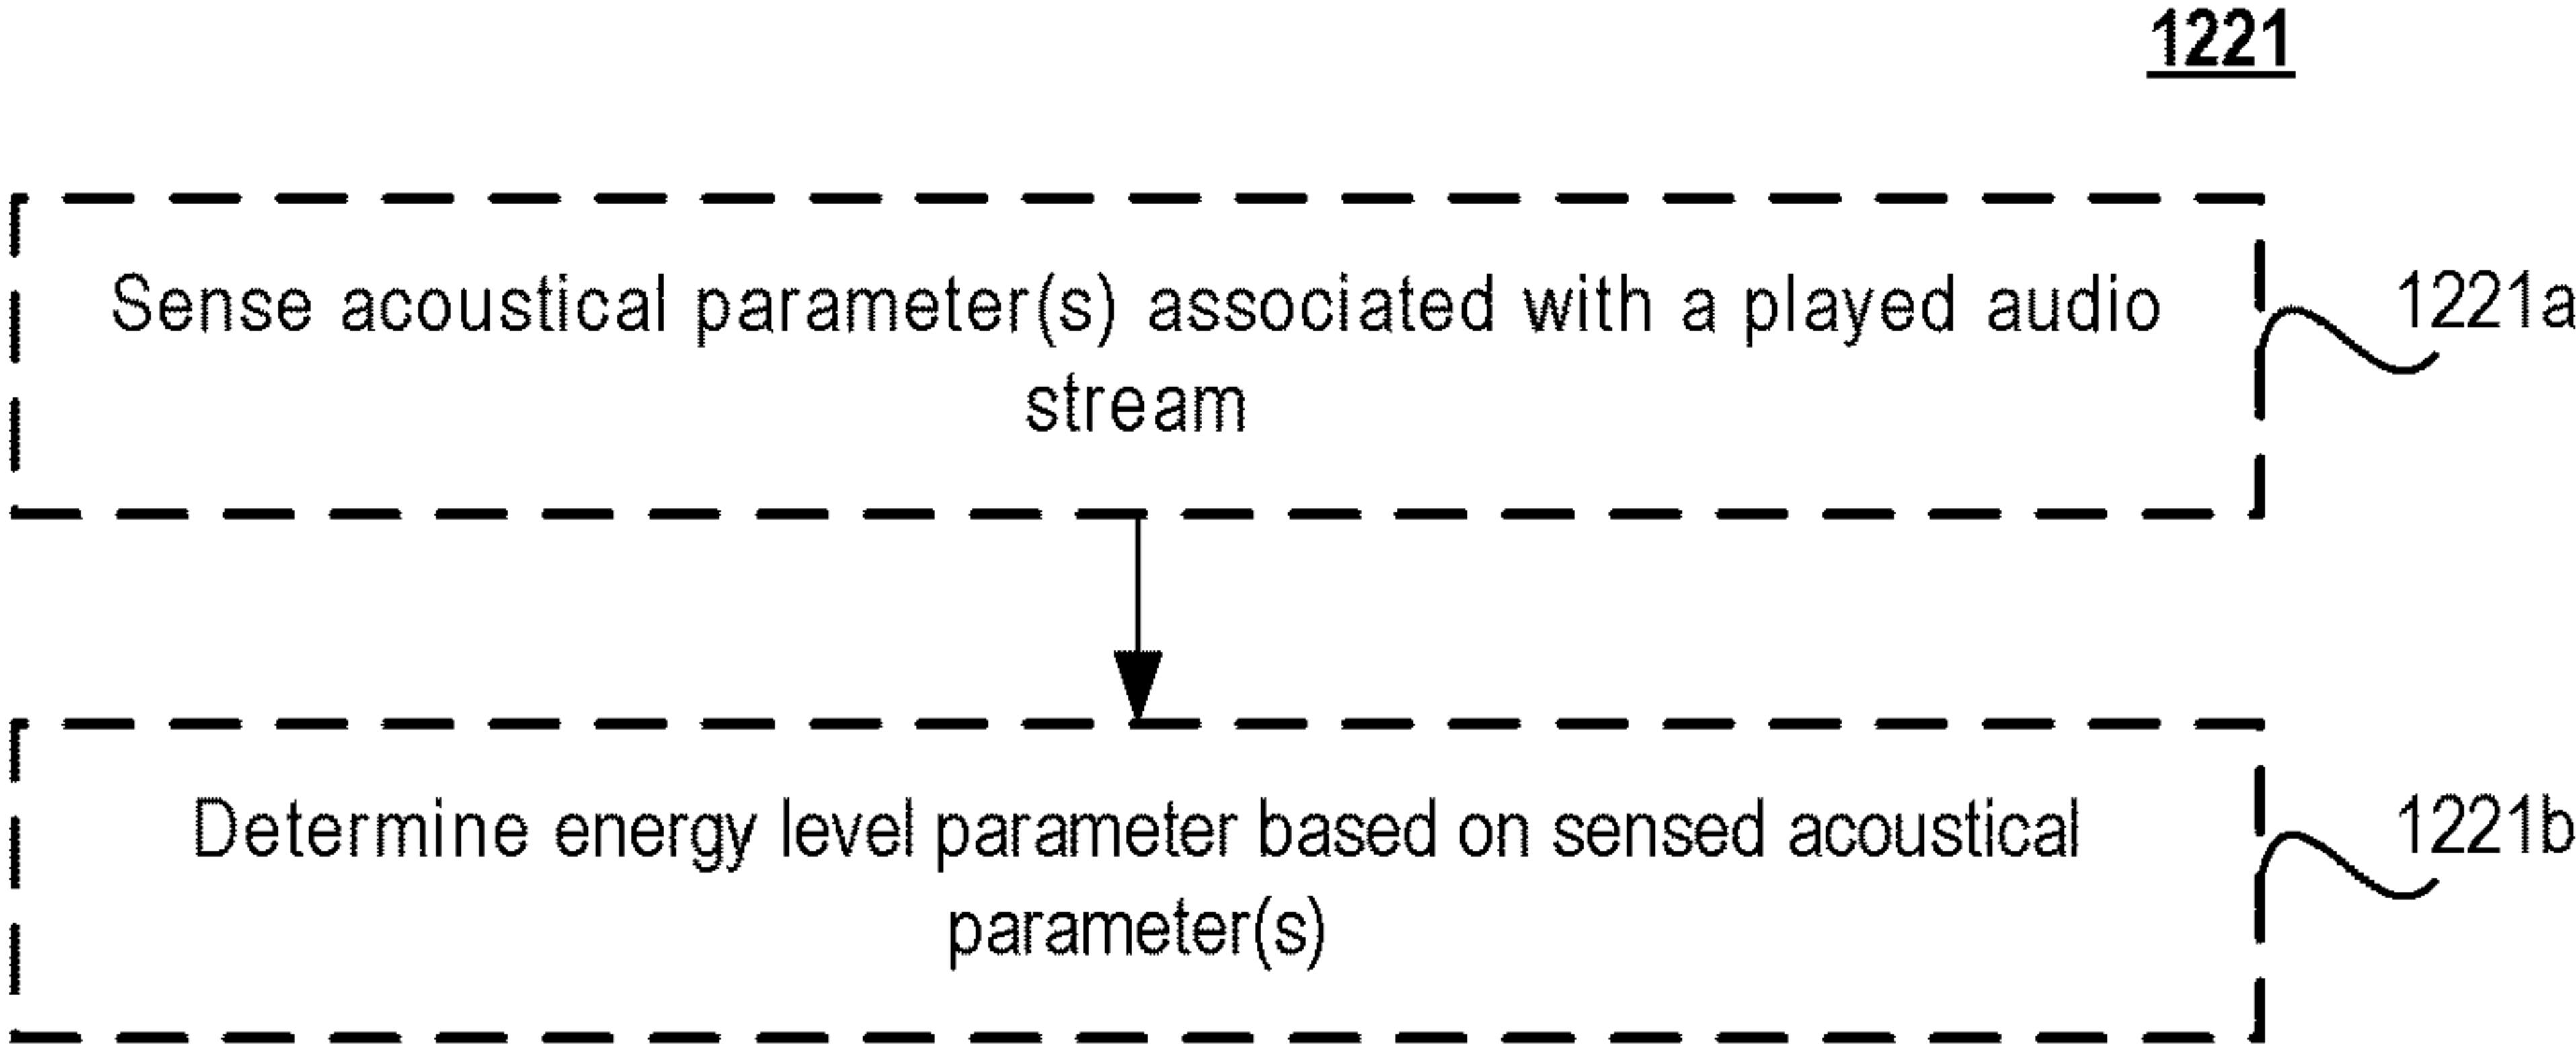 1221
Sense acoustical parameter(s) associated with a played audio
stream
1221a
Determine energy level parameter based on sensed acoustical
parameter(s)
1221b